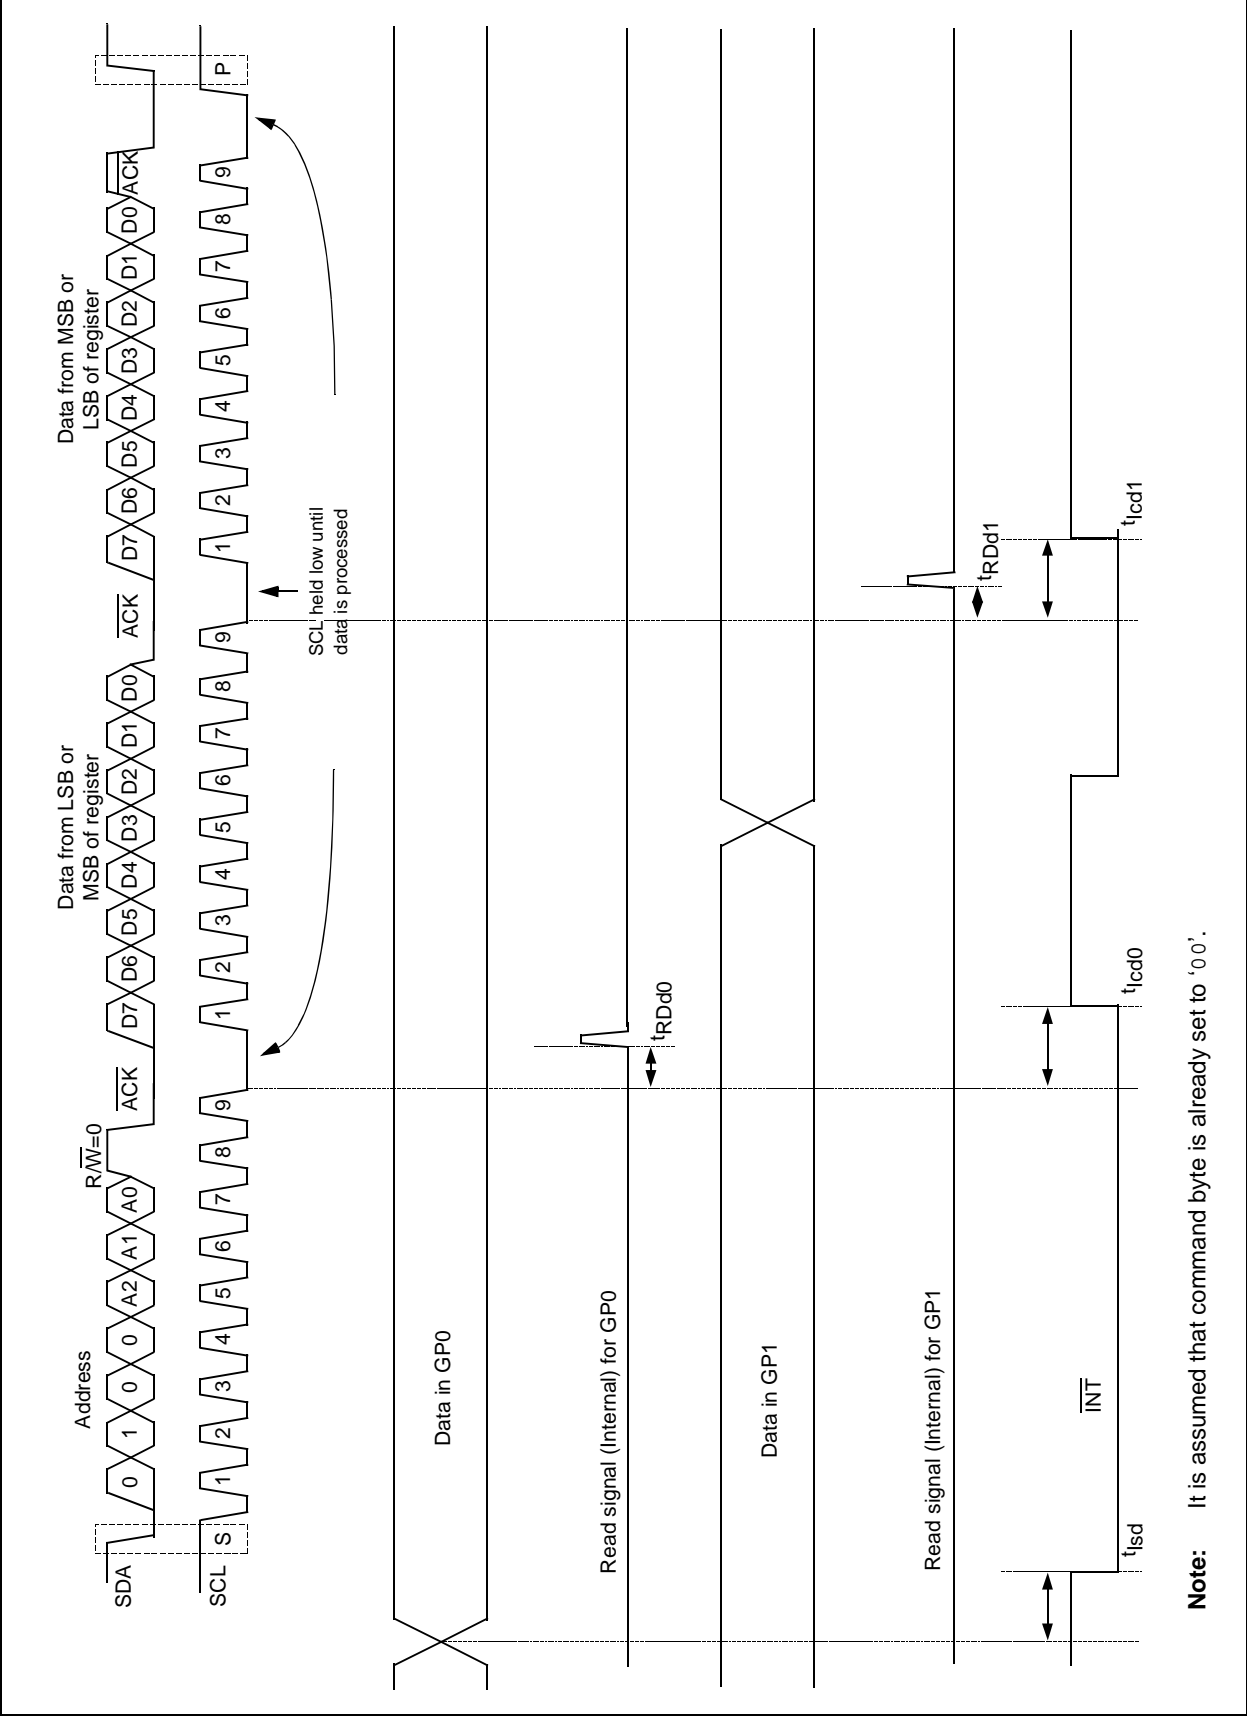 Address
R/W=0
Data from LSB or
MSB of register
Data from MSB or
LSB of register
SDA
0 1 0 0 A2 A1 A0 ACK D7 D6 D5 D4 D3 D2 D1 D0 ACK D7 D6 D5 D4 D3 D2 D1 D0 ACK
SCL
S 1 2 3 4 5 6 7 8 9 1 2 3 4 5 6 7 8 9 1 2 3 4 5 6 7 8 9 P
SCL held low until
data is processed
Data in GP0
Read signal (Internal) for GP0
tRDd0
Data in GP1
Read signal (Internal) for GP1
tRDd1
INT
tIsd
tIcd0
tIcd1
Note: It is assumed that command byte is already set to ‘00’.